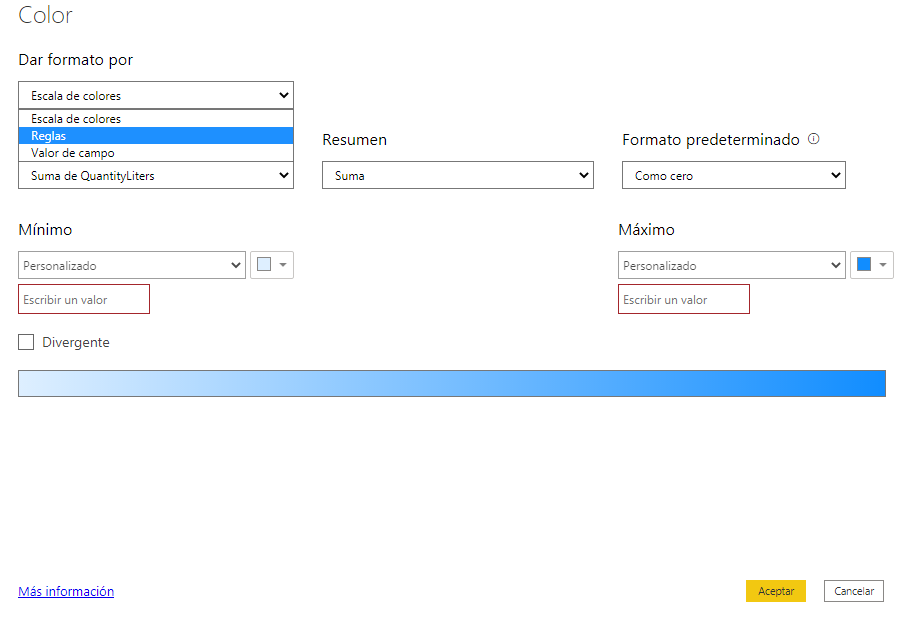 Color
Dar formato por
Escala de colores
Escala de colores
Reglas
Valor de campo
Suma de QuantityLiters
Resumen
Suma
Formato predeterminado
Como cero
Mínimo
Personalizado
Escribir un valor
Máximo
Personalizado
Escribir un valor
Divergente
Más información
Aceptar
Cancelar